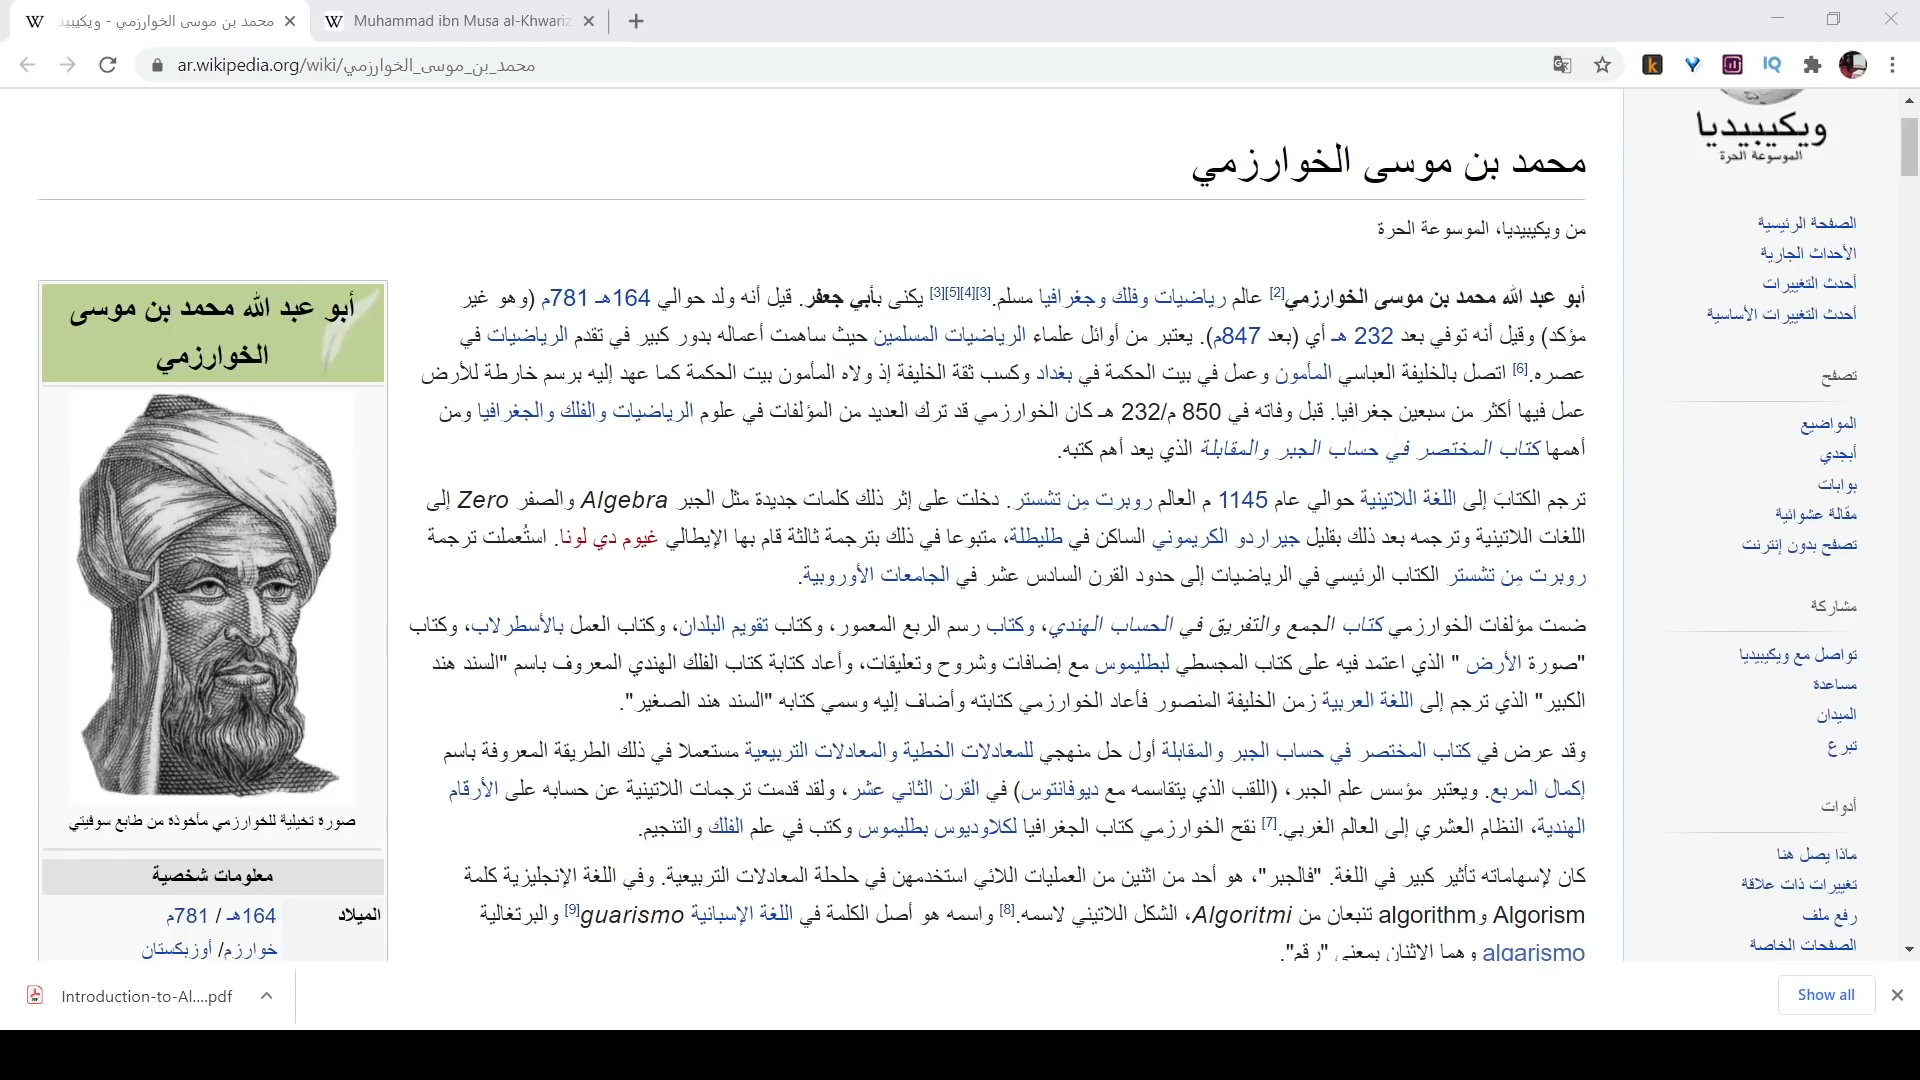 محمد بن موسى الخوارزمي - ويكيبيد
Muhammad ibn Musa al-Khwariz
ar.wikipedia.org/wiki/محمد_بن_موسى_الخوارزمي
ويكيبيديا
الموسوعة الحرة
محمد بن موسى الخوارزمي
من ويكيبيديا، الموسوعة الحرة
أبو عبد الله محمد بن موسى الخوارزمي[2] عالم رياضيات وفلك وجغرافيا مسلم.[3][4][5][3] يكنى بأبي جعفر. قيل أنه ولد حوالي 164هـ 781م (وهو غير
مؤكد) وقيل أنه توفي بعد 232 هـ أي (بعد 847م). يعتبر من أوائل علماء الرياضيات المسلمين حيث ساهمت أعماله بدور كبير في تقدم الرياضيات في
عصره.[6] اتصل بالخليفة العباسي المأمون وعمل في بيت الحكمة في بغداد وكسب ثقة الخليفة إذ ولاه المأمون بيت الحكمة كما عهد إليه برسم خارطة للأرض
عمل فيها أكثر من سبعين جغرافيا. قبل وفاته في 850 م/232 هـ كان الخوارزمي قد ترك العديد من المؤلفات في علوم الرياضيات والفلك والجغرافيا ومن
أهمها كتاب المختصر في حساب الجبر والمقابلة الذي يعد أهم كتبه.
ترجم الكتابَ إلى اللغة اللاتينية حوالي عام 1145 م العالم روبرت مِن تشستر. دخلت على إثر ذلك كلمات جديدة مثل الجبر Algebra والصفر Zero إلى
اللغات اللاتينية وترجمه بعد ذلك بقليل جيراردو الكريموني الساكن في طليطلة، متبوعا في ذلك بترجمة ثالثة قام بها الإيطالي غيوم دي لونا. استُعملت ترجمة
روبرت مِن تشستر الكتاب الرئيسي في الرياضيات إلى حدود القرن السادس عشر في الجامعات الأوروبية.
ضمت مؤلفات الخوارزمي كتاب الجمع والتفريق في الحساب الهندي، وكتاب رسم الربع المعمور، وكتاب تقويم البلدان، وكتاب العمل بالأسطرلاب، وكتاب
"صورة الأرض " الذي اعتمد فيه على كتاب المجسطي لبطليموس مع إضافات وشروح وتعليقات، وأعاد كتابة كتاب الفلك الهندي المعروف باسم "السند هند
الكبير" الذي ترجم إلى اللغة العربية زمن الخليفة المنصور فأعاد الخوارزمي كتابته وأضاف إليه وسمي كتابه "السند هند الصغير".
وقد عرض في كتاب المختصر في حساب الجبر والمقابلة أول حل منهجي للمعادلات الخطية والمعادلات التربيعية مستعملا في ذلك الطريقة المعروفة باسم
إكمال المربع. ويعتبر مؤسس علم الجبر، (اللقب الذي يتقاسمه مع ديوفانتوس) في القرن الثاني عشر، ولقد قدمت ترجمات اللاتينية عن حسابه على الأرقام
الهندية، النظام العشري إلى العالم الغربي.[7] نقح الخوارزمي كتاب الجغرافيا لكلاوديوس بطليموس وكتب في علم الفلك والتنجيم.
كان لإسهاماته تأثير كبير في اللغة. "فالجبر"، هو أحد من اثنين من العمليات اللائي استخدمهن في حلحلة المعادلات التربيعية. وفي اللغة الإنجليزية كلمة
Algorism وalgorithm تنبعان من Algoritmi، الشكل اللاتيني لاسمه.[8] واسمه هو أصل الكلمة في اللغة الإسبانية guarismo[9] والبرتغالية
algarismo وهما الاثنان بمعنى "رقم".
أبو عبد الله محمد بن موسى
الخوارزمي
صورة تخيلية للخوارزمي مأخوذه من طابع سوفيتي
معلومات شخصية
الميلاد 164هـ / 781م
خوارزم/ أوزبكستان
الصفحة الرئيسية
الأحداث الجارية
أحدث التغييرات
أحدث التغييرات الأساسية
تصفح
المواضيع
أبجدي
بوابات
مقالة عشوائية
تصفح بدون إنترنت
مشاركة
تواصل مع ويكيبيديا
مساعدة
الميدان
تبرع
أدوات
ماذا يصل هنا
تغييرات ذات علاقة
رفع ملف
الصفحات الخاصة
Introduction-to-Al....pdf
Show all